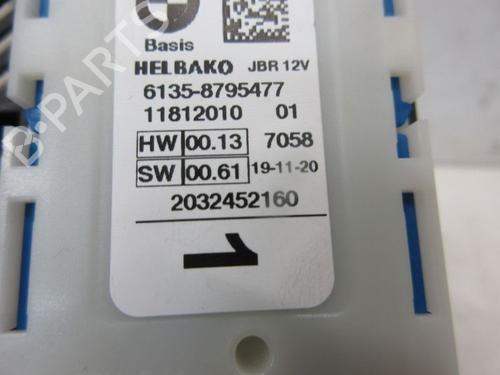 Basis
HELBAKO JBR 12V
6135-8795477
11812010 01
HW 00.13 7058
SW 00.61 19-11-20
2032452160
1
B-PARTS